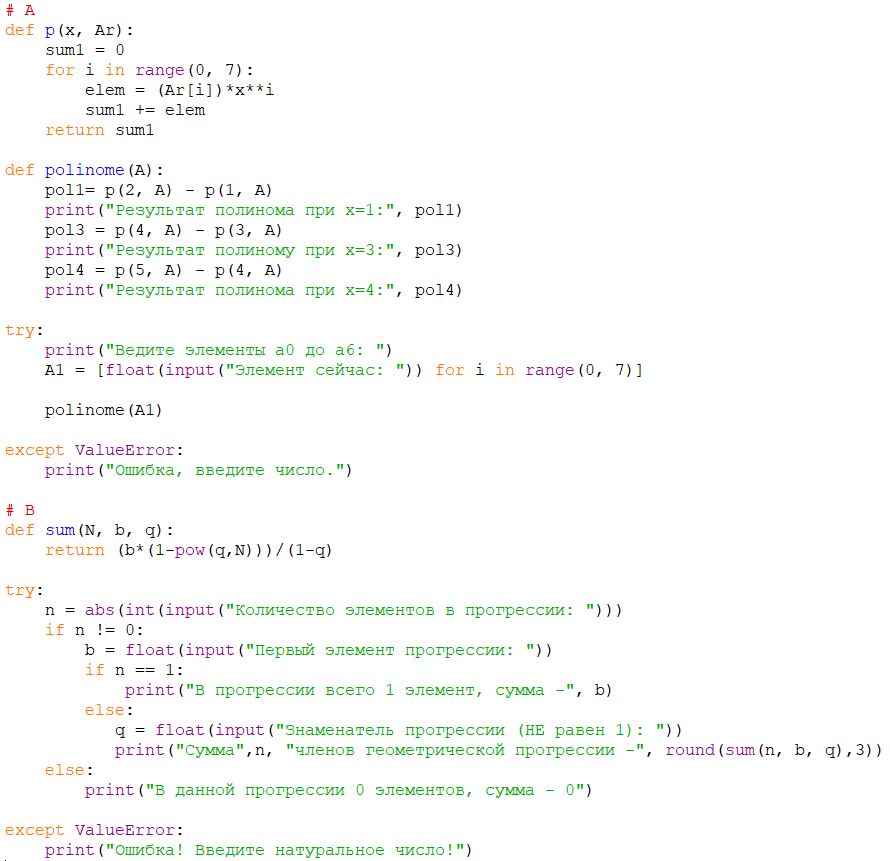 # A
def p(x, Ar):
    sum1 = 0
    for i in range(0, 7):
        elem = (Ar[i])*x**i
        sum1 += elem
    return sum1

def polinome(A):
    pol1= p(2, A) - p(1, A)
    print("Результат полинома при x=1:", pol1)
    pol3 = p(4, A) - p(3, A)
    print("Результат полиному при x=3:", pol3)
    pol4 = p(5, A) - p(4, A)
    print("Результат полинома при x=4:", pol4)

try:
    print("Ведите элементы a0 до a6: ")
    A1 = [float(input("Элемент сейчас: ")) for i in range(0, 7)]

    polinome(A1)

except ValueError:
    print("Ошибка, введите число.")

# B
def sum(N, b, q):
    return (b*(1-pow(q,N)))/(1-q)

try:
    n = abs(int(input("Количество элементов в прогрессии: ")))
    if n != 0:
        b = float(input("Первый элемент прогрессии: "))
        if n == 1:
            print("В прогрессии всего 1 элемент, сумма -", b)
        else:
           q = float(input("Знаменатель прогрессии (НЕ равен 1): "))
           print("Сумма",n, "членов геометрической прогрессии -", round(sum(n, b, q),3))
    else:
        print("В данной прогрессии 0 элементов, сумма - 0")

except ValueError:
    print("Ошибка! Введите натуральное число!")